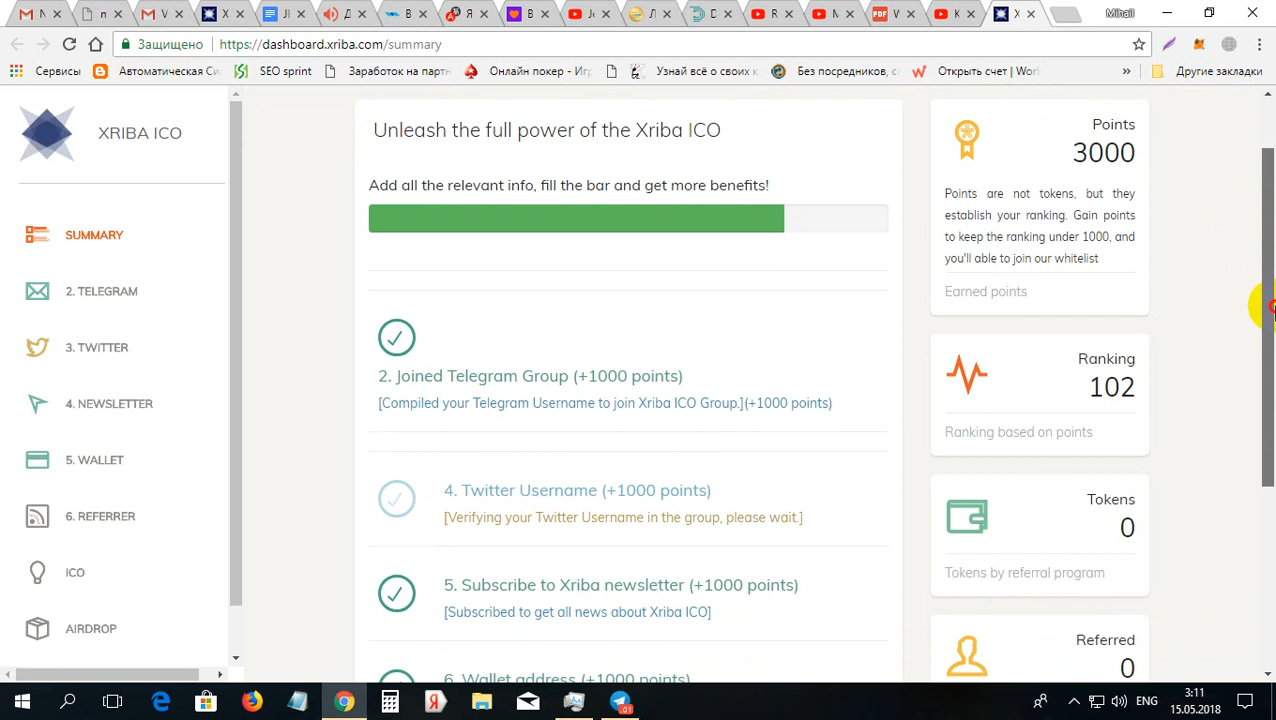 M N
n
M V
X
Д
Д
B
Я
B
Jo
Л
D
R
M
PDF V
k
X
Mihail
Защищено
https://dashboard.xriba.com/summary
Сервисы
Автоматическая Си
SEO sprint
Заработок на партн
Онлайн покер - Игр
Узнай всё о своих к
Без посредников, са
Открыть счет | Worl
»
Другие закладки
XRIBA ICO
SUMMARY
2. TELEGRAM
3. TWITTER
4. NEWSLETTER
5. WALLET
6. REFERRER
ICO
AIRDROP
Unleash the full power of the Xriba ICO
Add all the relevant info, fill the bar and get more benefits!
2. Joined Telegram Group (+1000 points)
[Compiled your Telegram Username to join Xriba ICO Group.](+1000 points)
4. Twitter Username (+1000 points)
[Verifying your Twitter Username in the group, please wait.]
5. Subscribe to Xriba newsletter (+1000 points)
[Subscribed to get all news about Xriba ICO]
6. Wallet address (+1000 points)
Points
3000
Points are not tokens, but they
establish your ranking. Gain points
to keep the ranking under 1000, and
you'll able to join our whitelist
Earned points
Ranking
102
Ranking based on points
Tokens
0
Tokens by referral program
Referred
0
ENG
3:11
15.05.2018